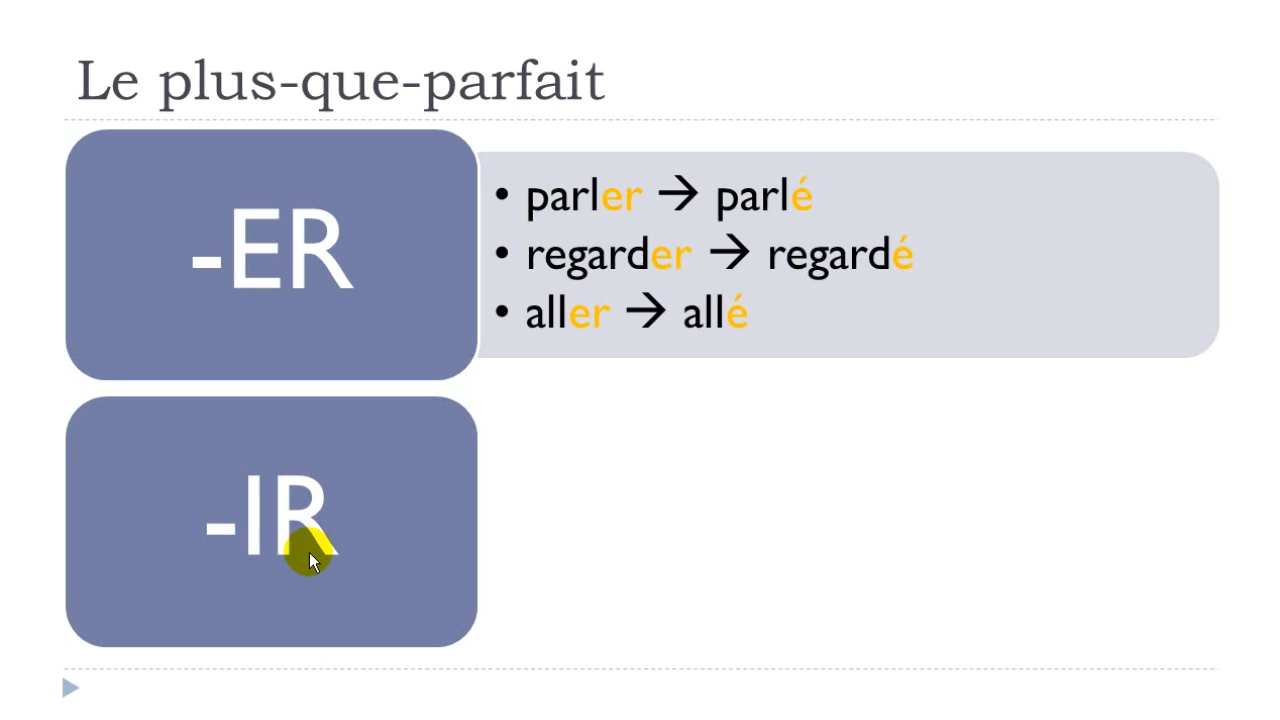 Le plus-que-parfait
-ER
• parler → parlé
• regarder → regardé
• aller → allé
-IR